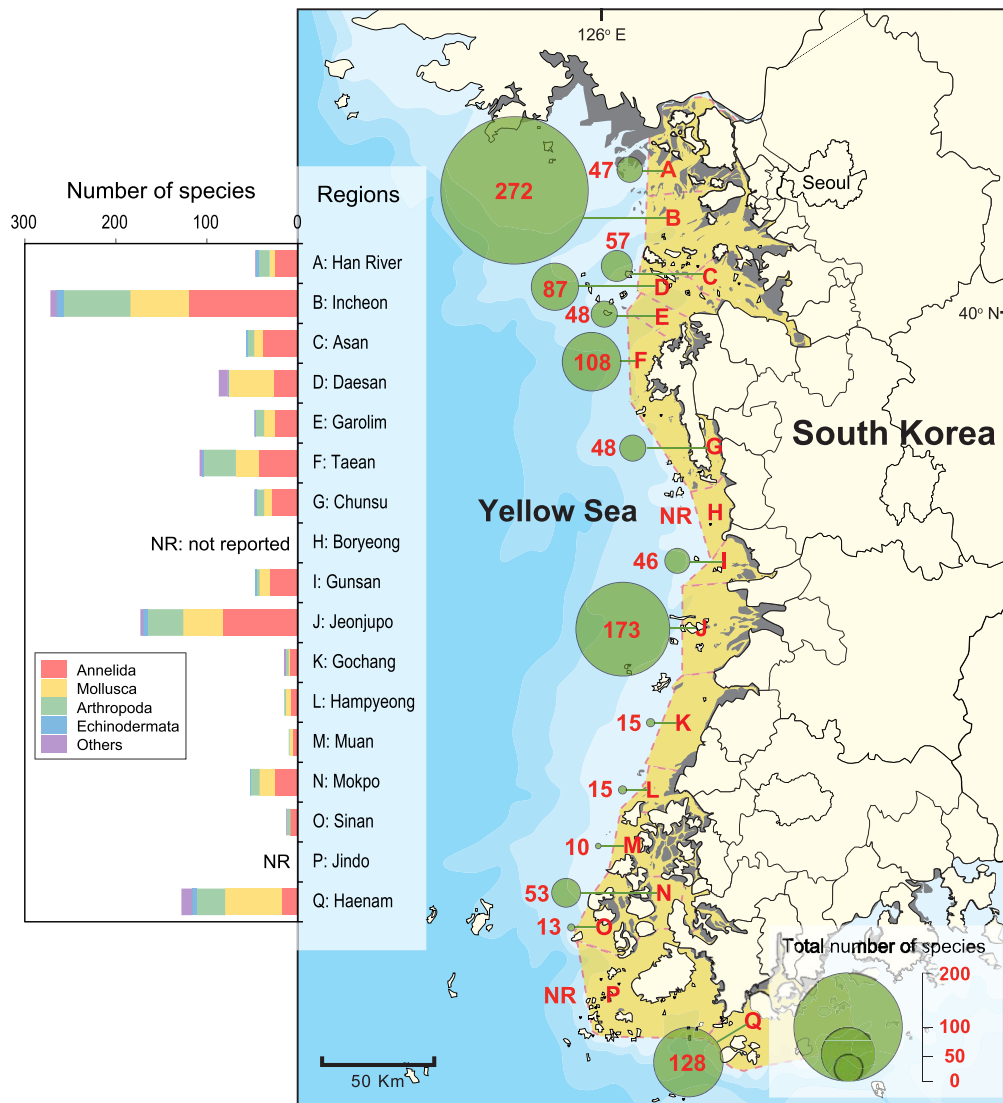 126° E
Number of species
300
200
100
0
Regions
A: Han River
B: Incheon
C: Asan
D: Daesan
E: Garolim
F: Taean
G: Chunsu
NR: not reported
H: Boryeong
I: Gunsan
J: Jeonjupo
K: Gochang
L: Hampyeong
M: Muan
N: Mokpo
O: Sinan
NR
P: Jindo
Q: Haenam
Annelida
Mollusca
Arthropoda
Echinodermata
Others
47
A
Seoul
272
B
57
C
87
D
48
E
40° N
108
F
South Korea
48
G
Yellow Sea
NR
H
46
I
173
J
15
K
15
L
10
M
53
N
13
O
NR
P
Q
128
50 Km
Total number of species
200
100
50
0